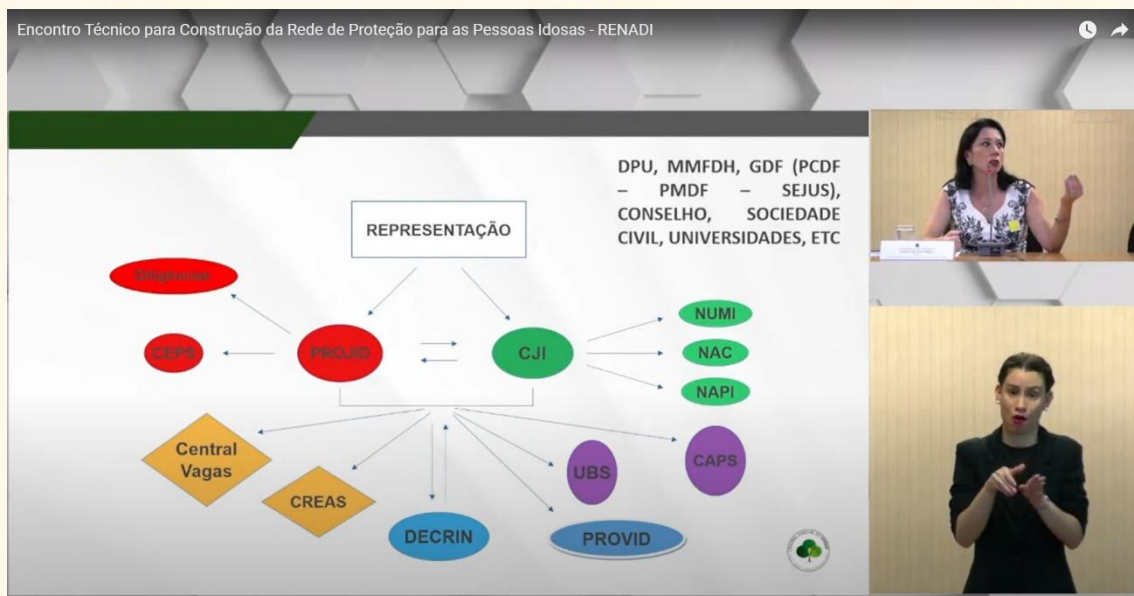 Encontro Técnico para Construção da Rede de Proteção para as Pessoas Idosas - RENADI
DPU, MMFDH, GDF (PCDF
– PMDF – SEJUS),
CONSELHO, SOCIEDADE
CIVIL, UNIVERSIDADES, ETC
REPRESENTAÇÃO
Diligências
CEPS
PROJID
CJI
NUMI
NAC
NAPI
Central
Vagas
CREAS
DECRIN
UBS
CAPS
PROVID